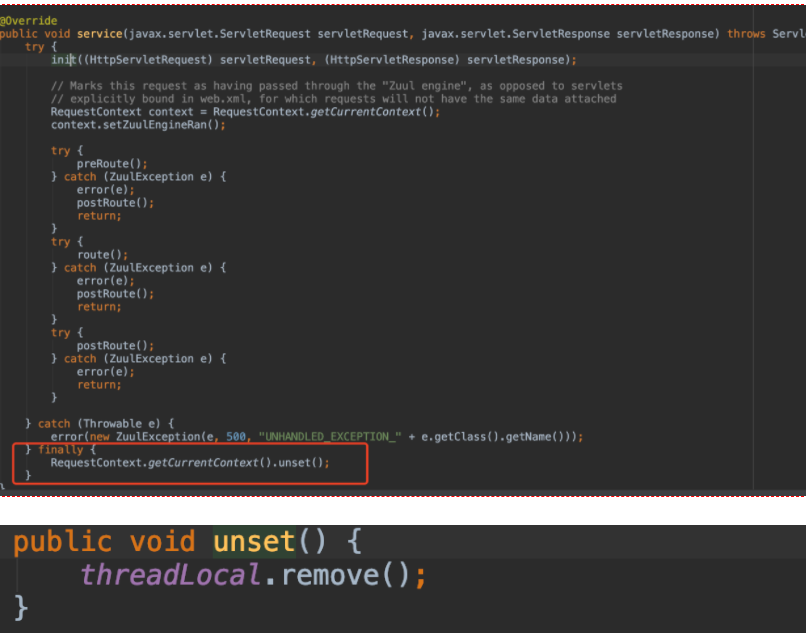 @Override
public void service(javax.servlet.ServletRequest servletRequest, javax.servlet.ServletResponse servletResponse) throws Servl
try {
init((HttpServletRequest) servletRequest, (HttpServletResponse) servletResponse);
// Marks this request as having passed through the "Zuul engine", as opposed to servlets
// explicitly bound in web.xml, for which requests will not have the same data attached
RequestContext context = RequestContext.getCurrentContext();
context.setZuulEngineRan();
try {
preRoute();
} catch (ZuulException e) {
error(e);
postRoute();
return;
}
try {
route();
} catch (ZuulException e) {
error(e);
postRoute();
return;
}
try {
postRoute();
} catch (ZuulException e) {
error(e);
return;
}
} catch (Throwable e) {
error(new ZuulException(e, 500, "UNHANDLED_EXCEPTION_" + e.getClass().getName()));
} finally {
RequestContext.getCurrentContext().unset();
}
}
public void unset() {
threadLocal.remove();
}